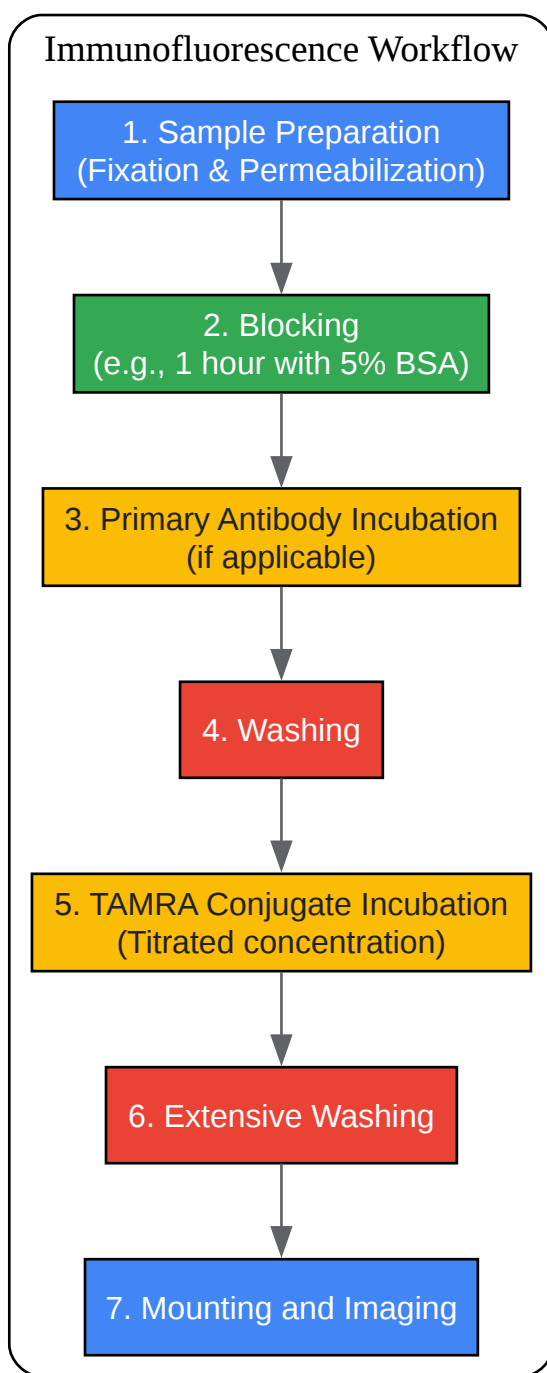 Immunofluorescence Workflow
1. Sample Preparation
(Fixation & Permeabilization)
2. Blocking
(e.g., 1 hour with 5% BSA)
3. Primary Antibody Incubation
(if applicable)
4. Washing
5. TAMRA Conjugate Incubation
(Titrated concentration)
6. Extensive Washing
7. Mounting and Imaging